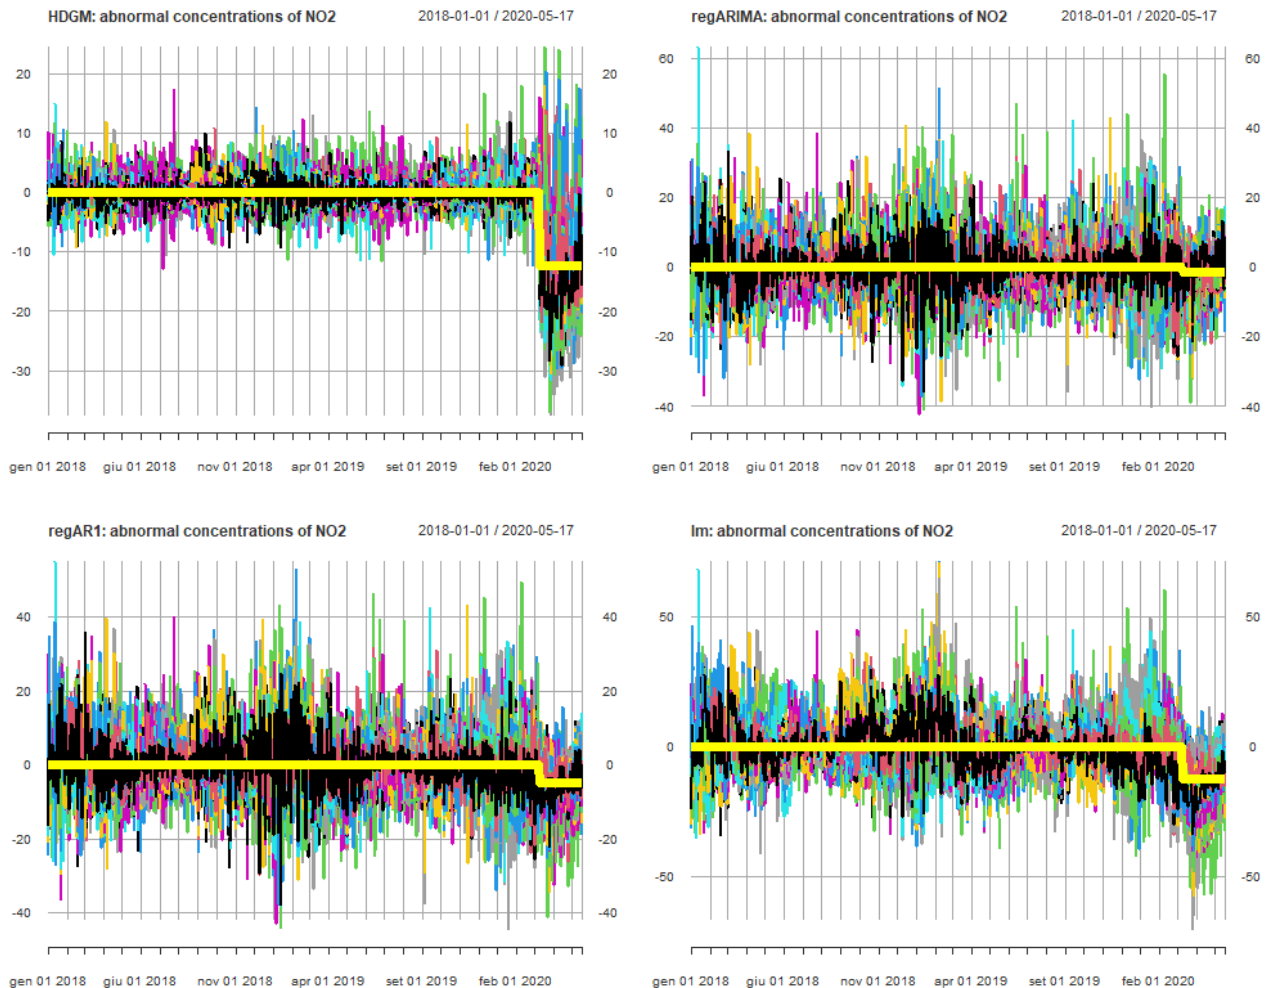 HDGM: abnormal concentrations of NO2 2018-01-01 / 2020-05-17
20 20
10 10
0 0
-10 -10
-20 -20
-30 -30
gen 01 2018 giu 01 2018 nov 01 2018 apr 01 2019 set 01 2019 feb 01 2020
regARIMA: abnormal concentrations of NO2 2018-01-01 / 2020-05-17
60 60
40 40
20 20
0 0
-20 -20
-40 -40
gen 01 2018 giu 01 2018 nov 01 2018 apr 01 2019 set 01 2019 feb 01 2020
regAR1: abnormal concentrations of NO2 2018-01-01 / 2020-05-17
40 40
20 20
0 0
-20 -20
-40 -40
gen 01 2018 giu 01 2018 nov 01 2018 apr 01 2019 set 01 2019 feb 01 2020
lm: abnormal concentrations of NO2 2018-01-01 / 2020-05-17
50 50
0 0
-50 -50
gen 01 2018 giu 01 2018 nov 01 2018 apr 01 2019 set 01 2019 feb 01 2020